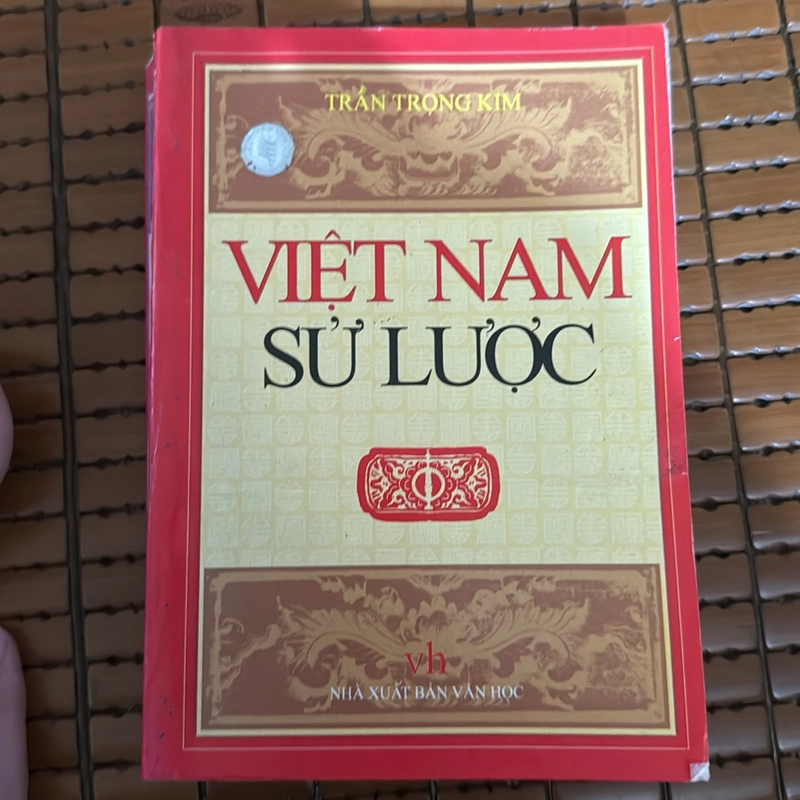 TRẦN TRỌNG KIM
VIỆT NAM
SỬ LƯỢC
vh
NHÀ XUẤT BẢN VĂN HỌC